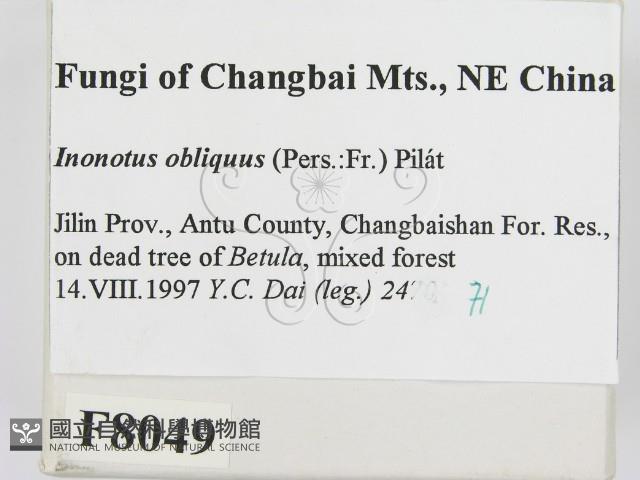 Fungi of Changbai Mts., NE China
Inonotus obliquus (Pers.:Fr.) Pilát
Jilin Prov., Antu County, Changbaishan For. Res.,
on dead tree of Betula, mixed forest
14.VIII.1997 Y.C. Dai (leg.)
F8049
國立自然科學博物館
NATIONAL MUSEUM OF NATURAL SCIENCE